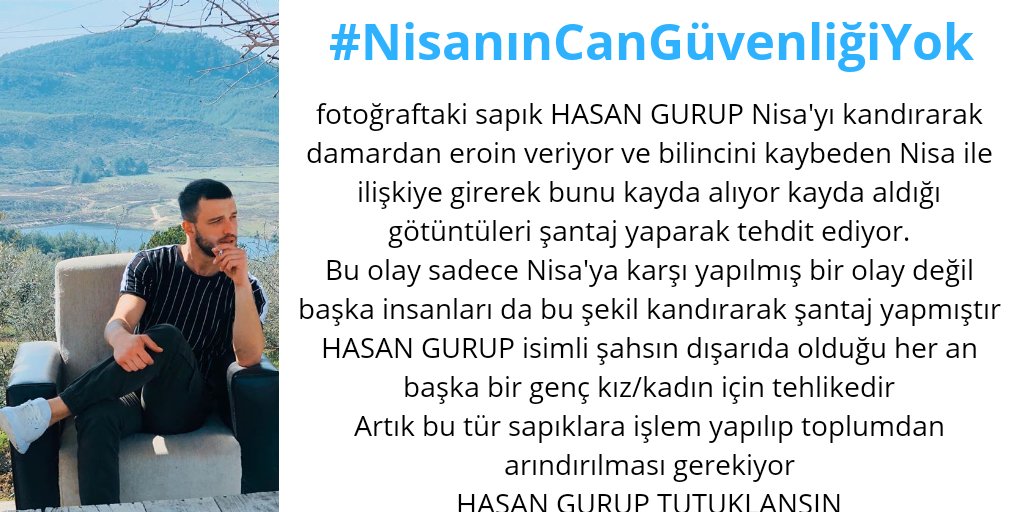 #NisanınCanGüvenliğiYok
fotoğraftaki sapık HASAN GURUP Nisa'yı kandırarak
damardan eroin veriyor ve bilincini kaybeden Nisa ile
ilişkiye girerek bunu kayda alıyor kayda aldığı
götüntüleri şantaj yaparak tehdit ediyor.
Bu olay sadece Nisa'ya karşı yapılmış bir olay değil
başka insanları da bu şekil kandırarak şantaj yapmıştır
HASAN GURUP isimli şahsın dışarıda olduğu her an
başka bir genç kız/kadın için tehlikedir
Artık bu tür sapıklara işlem yapılıp toplumdan
arındırılması gerekiyor
HASAN GURUP TUTUKLANSIN